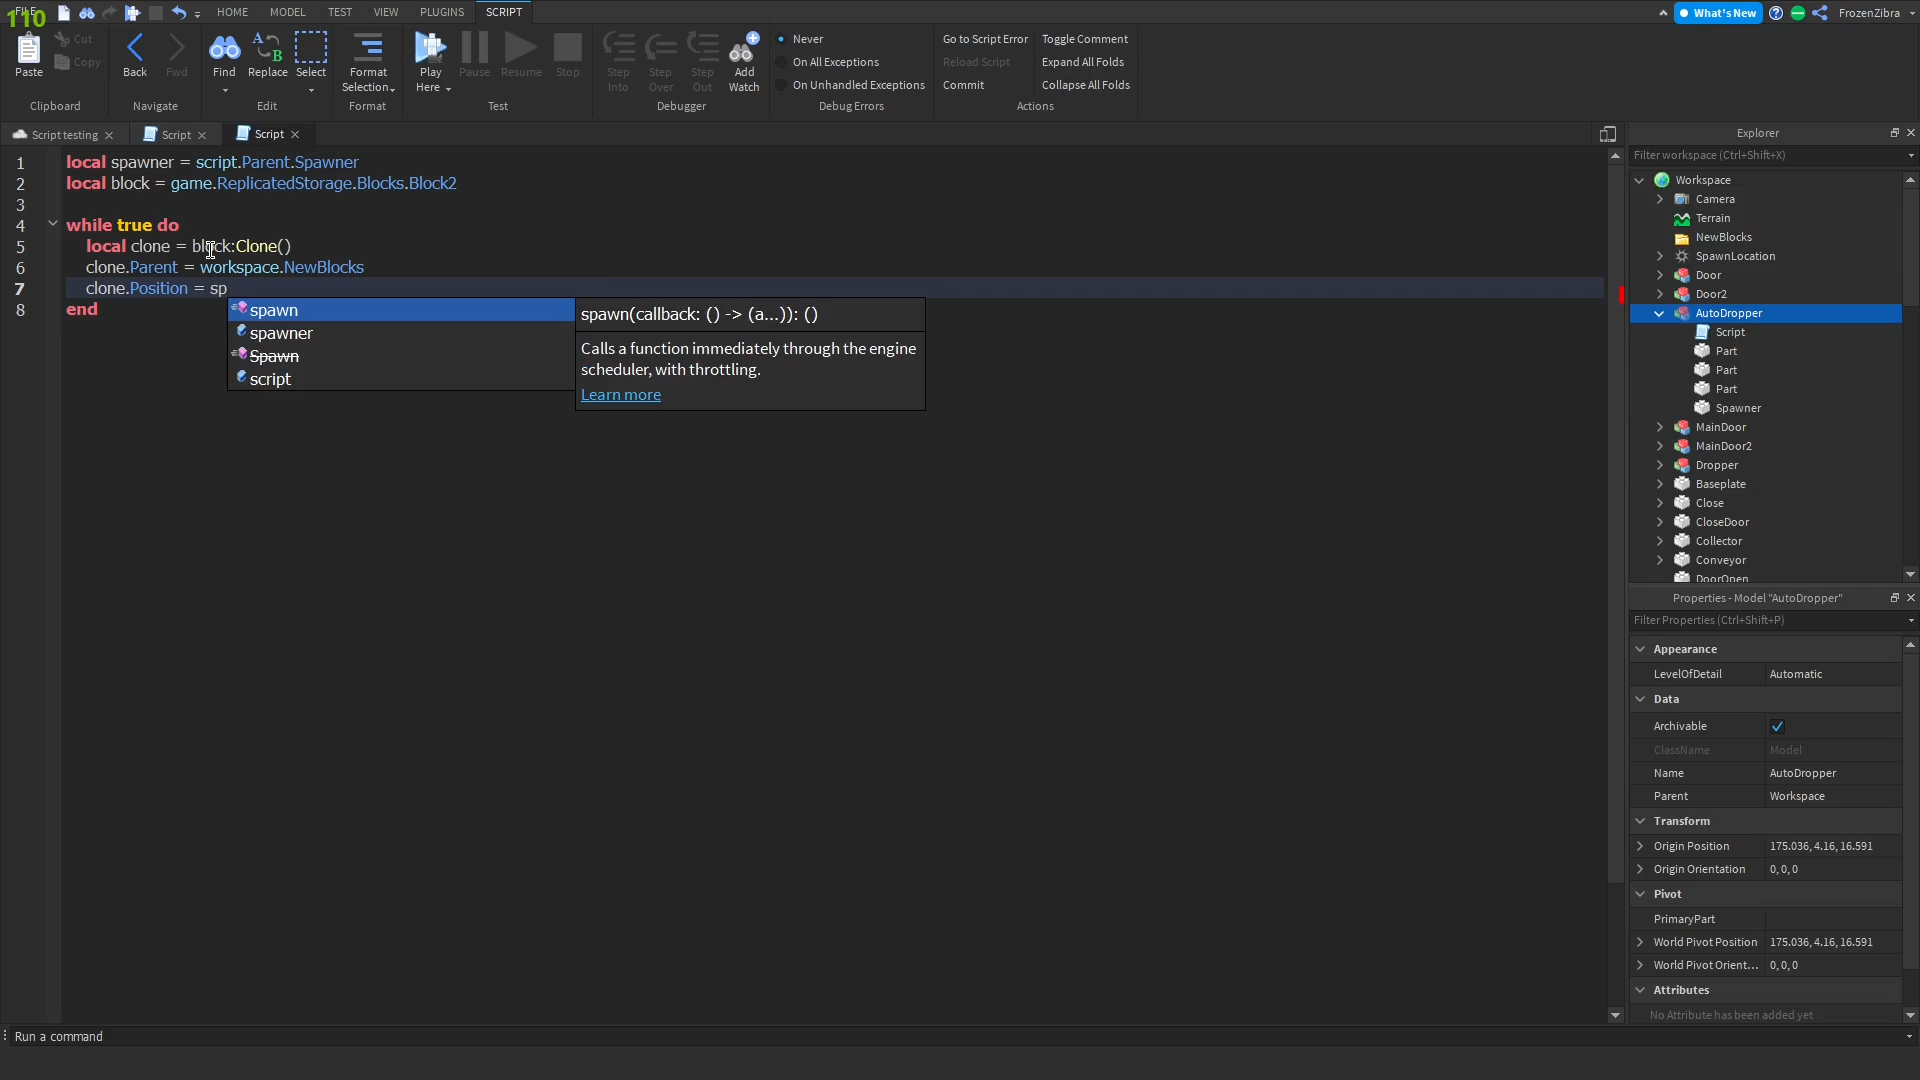 FILE
110
HOME MODEL TEST VIEW PLUGINS SCRIPT
What's New FrozenZibra
Paste Cut Copy Back Fwd Find Replace Select Format Selection Play Here Pause Resume Stop Step Into Step Over Step Out Add Watch
Never
On All Exceptions
On Unhandled Exceptions
Go to Script Error Toggle Comment
Reload Script Expand All Folds
Commit Collapse All Folds
Clipboard Navigate Edit Format Test Debugger Debug Errors Actions
Script testing Script Script
1 local spawner = script.Parent.Spawner
2 local block = game.ReplicatedStorage.Blocks.Block2
3
4 while true do
5 local clone = block:Clone()
6 clone.Parent = workspace.NewBlocks
7 clone.Position = sp
8 end
spawn
spawner
Spawn
script
spawn(callback: () -> (a...)): ()
Calls a function immediately through the engine
scheduler, with throttling.
Learn more
Explorer
Filter workspace (Ctrl+Shift+X)
Workspace
Camera
Terrain
NewBlocks
SpawnLocation
Door
Door2
AutoDropper
Script
Part
Part
Part
Spawner
MainDoor
MainDoor2
Dropper
Baseplate
Close
CloseDoor
Collector
Conveyor
DoorOpen
Properties - Model "AutoDropper"
Filter Properties (Ctrl+Shift+P)
Appearance
LevelOfDetail Automatic
Data
Archivable
ClassName Model
Name AutoDropper
Parent Workspace
Transform
Origin Position 175.036, 4.16, 16.591
Origin Orientation 0, 0, 0
Pivot
PrimaryPart
World Pivot Position 175.036, 4.16, 16.591
World Pivot Orient... 0, 0, 0
Attributes
No Attribute has been added yet
Run a command